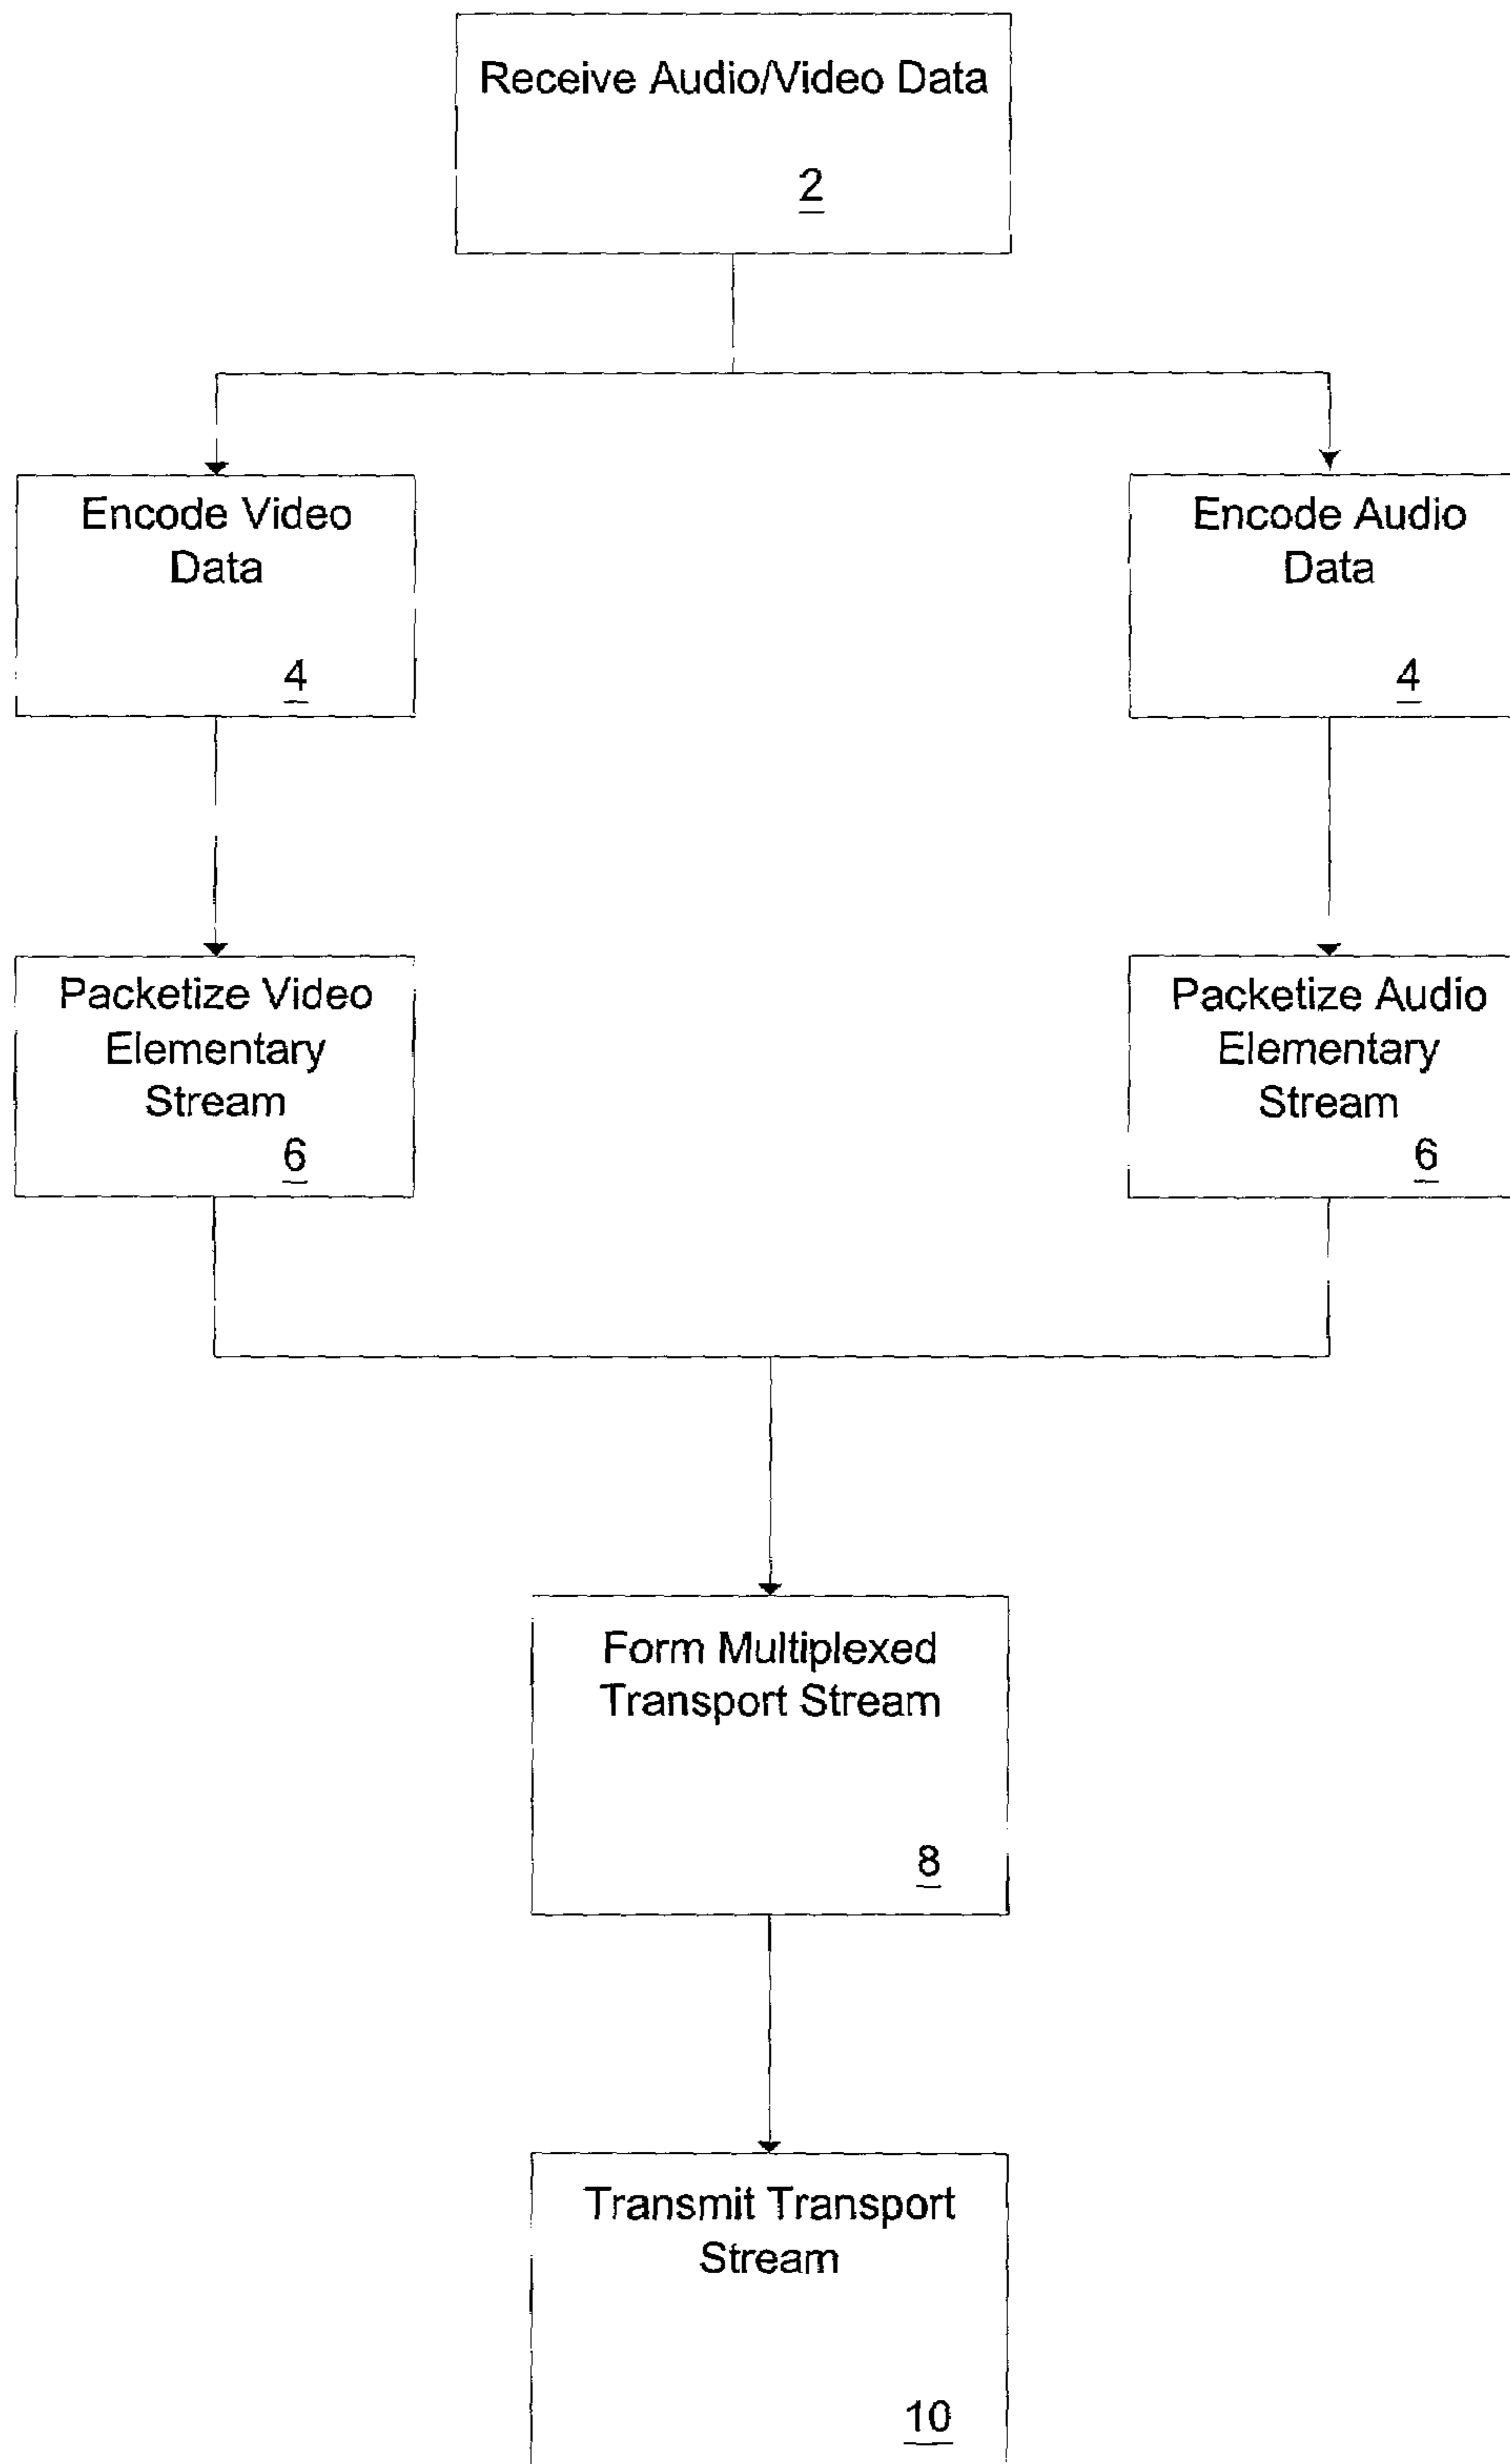 Receive Audio/Video Data
2
Encode Video
Data
4
Encode Audio
Data
4
Packetize Video
Elementary
Stream
6
Packetize Audio
Elementary
Stream
6
Form Multiplexed
Transport Stream
8
Transmit Transport
Stream
10